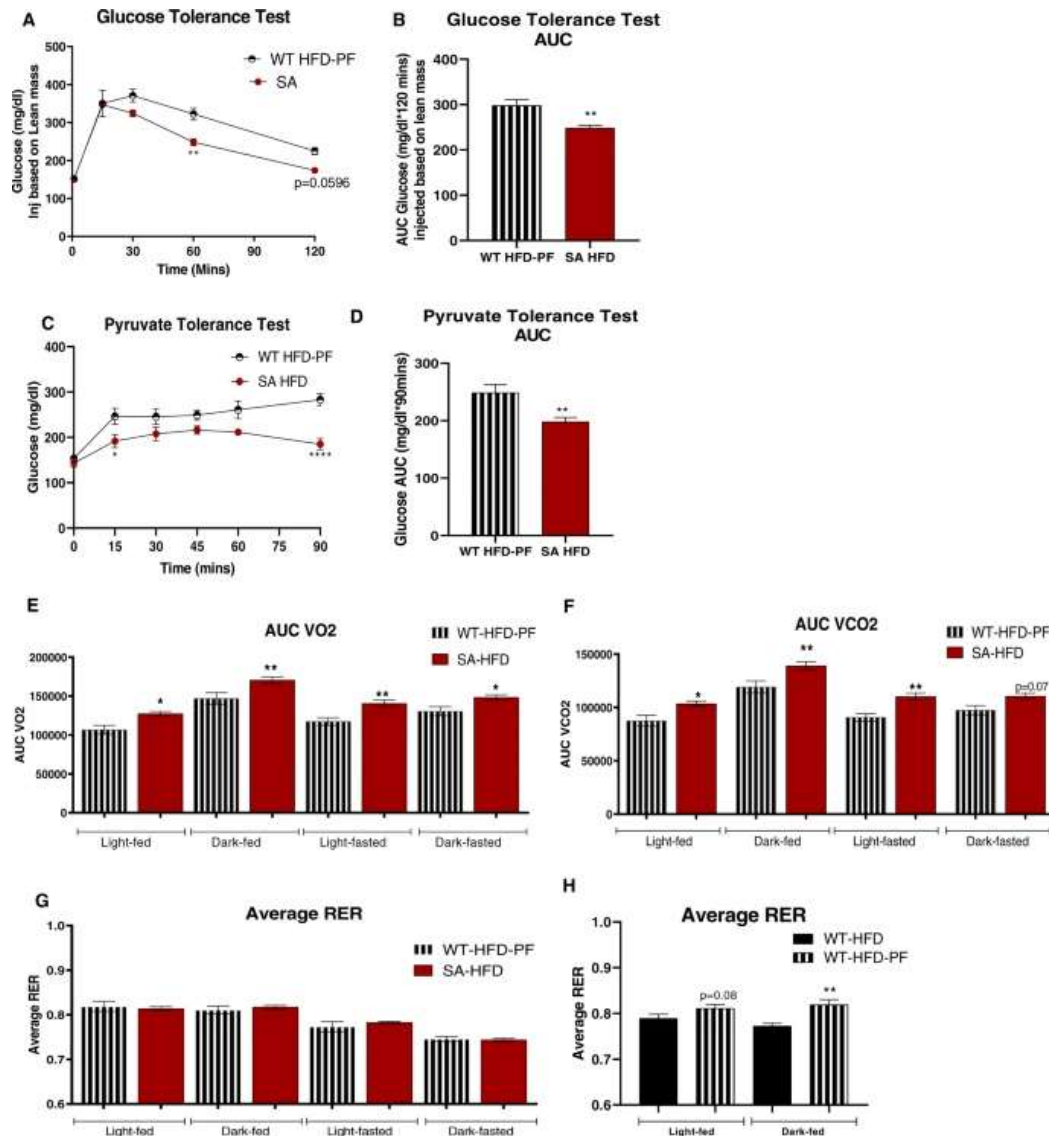 A
Glucose Tolerance Test
WT HFD-PF
SA
Glucose (mg/dl)
Inj based on Lean mass
500
400
300
200
100
0
**
p=0.0596
0 30 60 90 120
Time (Mins)
B
Glucose Tolerance Test
AUC
AUC Glucose (mg/dl*120 mins)
injected based on lean mass
400
300
200
100
0
**
WT HFD-PF SA HFD
C
Pyruvate Tolerance Test
WT HFD-PF
SA HFD
Glucose (mg/dl)
400
300
200
100
0
*
****
0 15 30 45 60 90
Time (mins)
D
Pyruvate Tolerance Test
AUC
Glucose AUC (mg/dl*90mins)
300
200
100
0
**
WT HFD-PF SA HFD
E
AUC VO2
WT-HFD-PF
SA-HFD
AUC VO2
200000
150000
100000
50000
0
* ** ** *
Light-fed Dark-fed Light-fasted Dark-fasted
F
AUC VCO2
WT-HFD-PF
SA-HFD
AUC VCO2
150000
100000
50000
0
* ** ** p=0.07
Light-fed Dark-fed Light-fasted Dark-fasted
G
Average RER
WT-HFD-PF
SA-HFD
Average RER
1.0
0.9
0.8
0.7
0.6
Light-fed Dark-fed Light-fasted Dark-fasted
H
Average RER
WT-HFD
WT-HFD-PF
Average RER
1.0
0.9
0.8
0.7
0.6
p=0.08 **
Light-fed Dark-fed